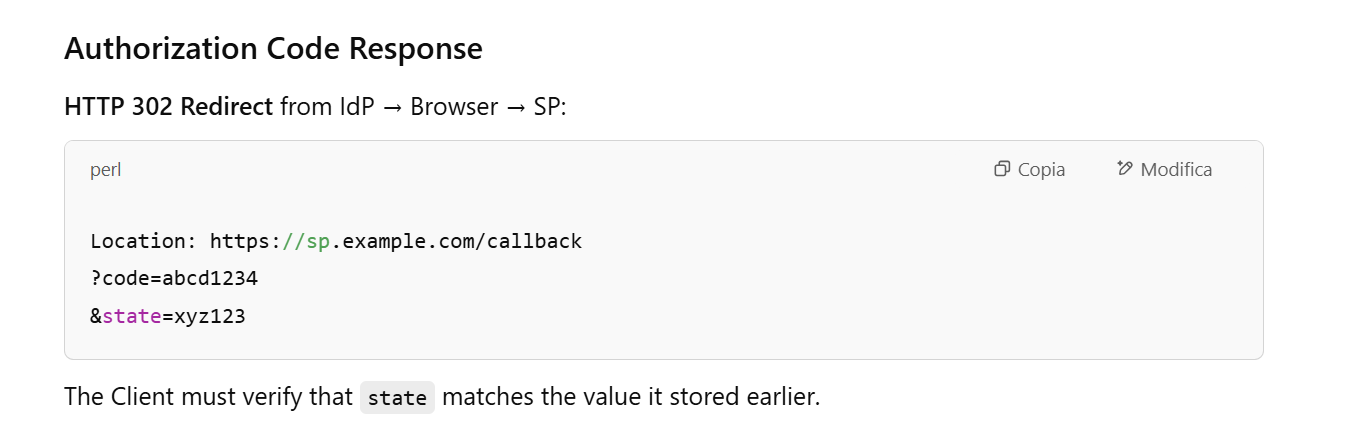 Authorization Code Response
HTTP 302 Redirect from IdP → Browser → SP:
perl Copia Modifica
Location: https://sp.example.com/callback
?code=abcd1234
&state=xyz123
The Client must verify that state matches the value it stored earlier.